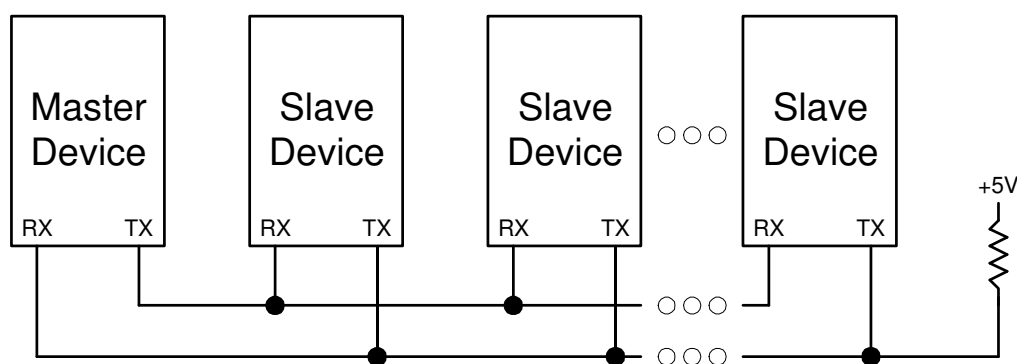 Master
Device
Slave
Device
Slave
Device
Slave
Device
RX TX
RX TX
RX TX
RX TX
+5V